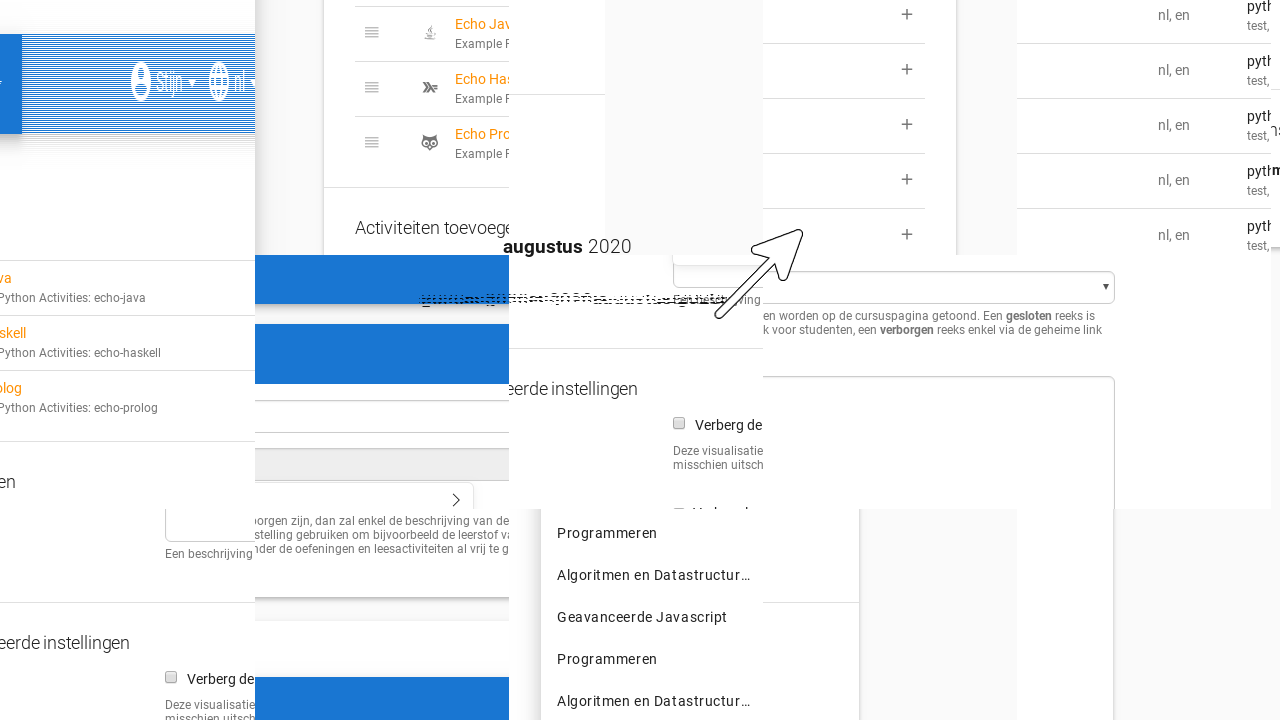 Stijn nl
Echo Jav
Example P
Echo Has
Example P
Echo Pro
Example P
Activiteiten toevoege
augustus 2020
nl, en
nl, en
nl, en
nl, en
nl, en
pyth
test,
pyth
test,
pyth
test,
pyth
test,
pyth
test,
va
Python Activities: echo-java
skell
Python Activities: echo-haskell
olog
Python Activities: echo-prolog
en
Een beschrijving
eerde instellingen
Verberg de
Deze visualisatie
misschien uitsch
orgen zijn, dan zal enkel de beschrijving van de
stelling gebruiken om bijvoorbeeld de leerstof va
nder de oefeningen en leesactiviteiten al vrij te g
en worden op de cursuspagina getoond. Een gesloten reeks is
k voor studenten, een verborgen reeks enkel via de geheime link
eerde instellingen
Verberg de
Deze visualisatie
misschien uitsch
Programmeren
Algoritmen en Datastructur…
Geavanceerde Javascript
Programmeren
Algoritmen en Datastructur…